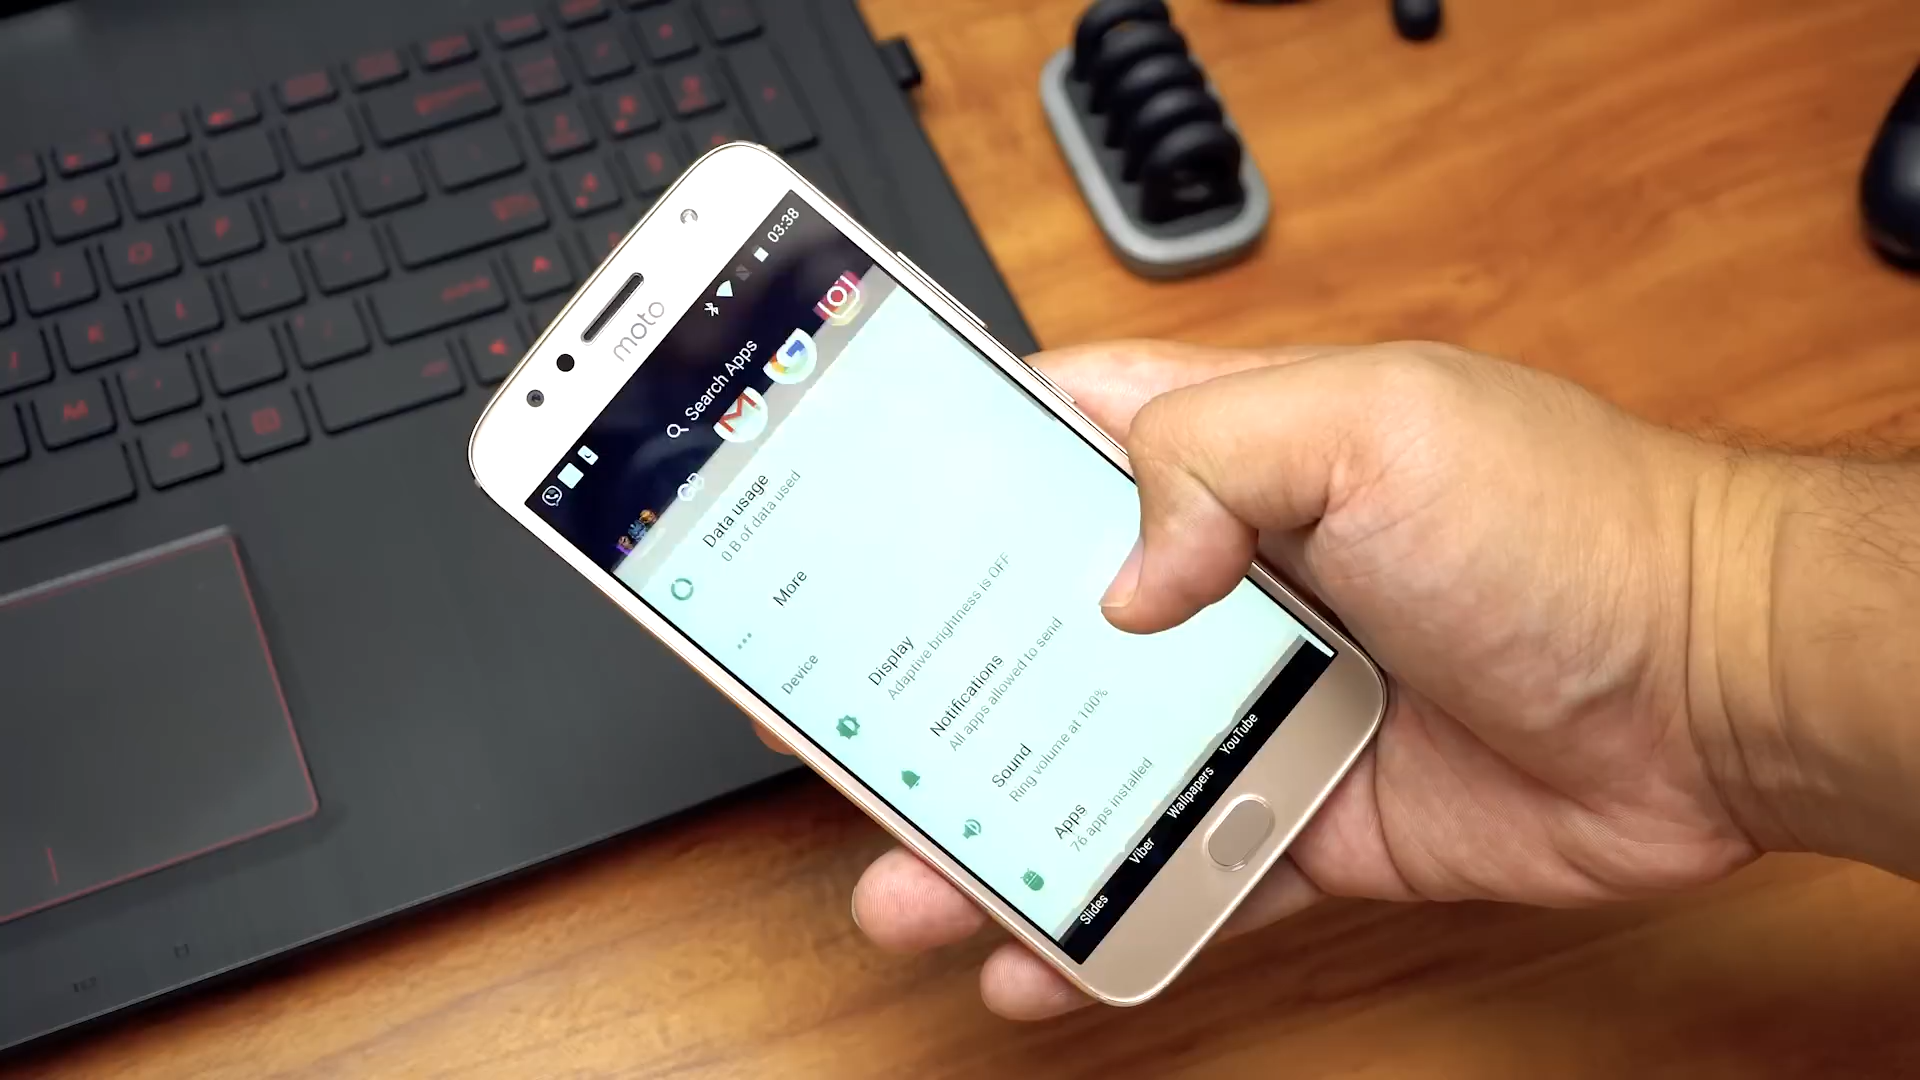 moto
03:38
Search Apps
Data usage
0 B of data used
More
Device
Display
Adaptive brightness is OFF
Notifications
All apps allowed to send
Sound
Ring volume at 100%
Apps
76 apps installed
Slides
Viber
Wallpapers
YouTube